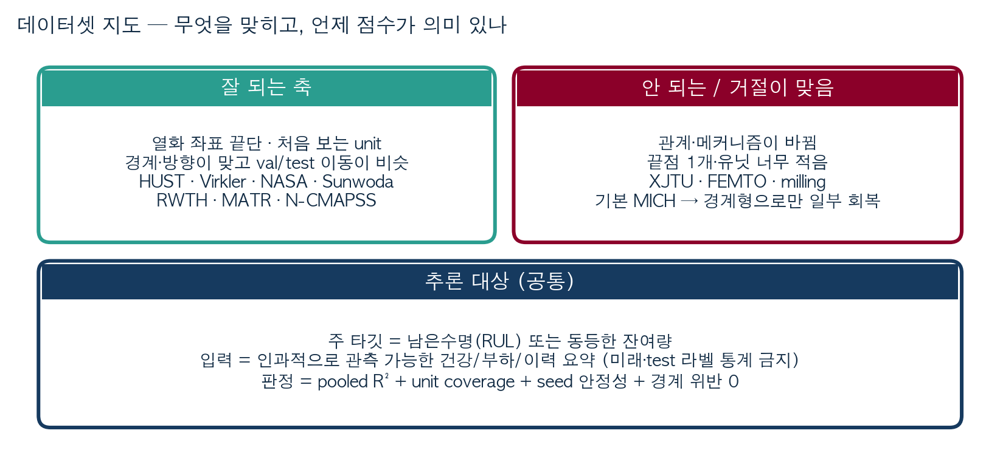 데이터셋 지도 — 무엇을 맞히고, 언제 점수가 의미 있나
잘 되는 축
열화 좌표 끝단 · 처음 보는 unit
경계·방향이 맞고 val/test 이동이 비슷
HUST · Virkler · NASA · Sunwoda
RWTH · MATR · N-CMAPSS
안 되는 / 거절이 맞음
관계·메커니즘이 바뀜
끝점 1개·유닛 너무 적음
XJTU · FEMTO · milling
기본 MICH → 경계형으로만 일부 회복
추론 대상 (공통)
주 타깃 = 남은수명(RUL) 또는 동등한 잔여량
입력 = 인과적으로 관측 가능한 건강/부하/이력 요약 (미래·test 라벨 통계 금지)
판정 = pooled R² + unit coverage + seed 안정성 + 경계 위반 0